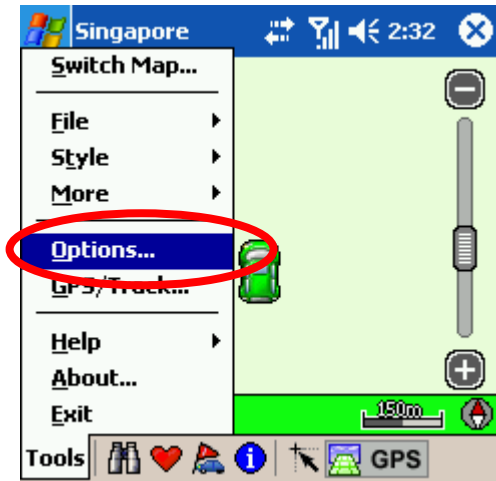 Singapore 2:32
Switch Map...
File
Style
More
Options...
GPS/Track...
Help
About...
Exit
150m
Tools GPS